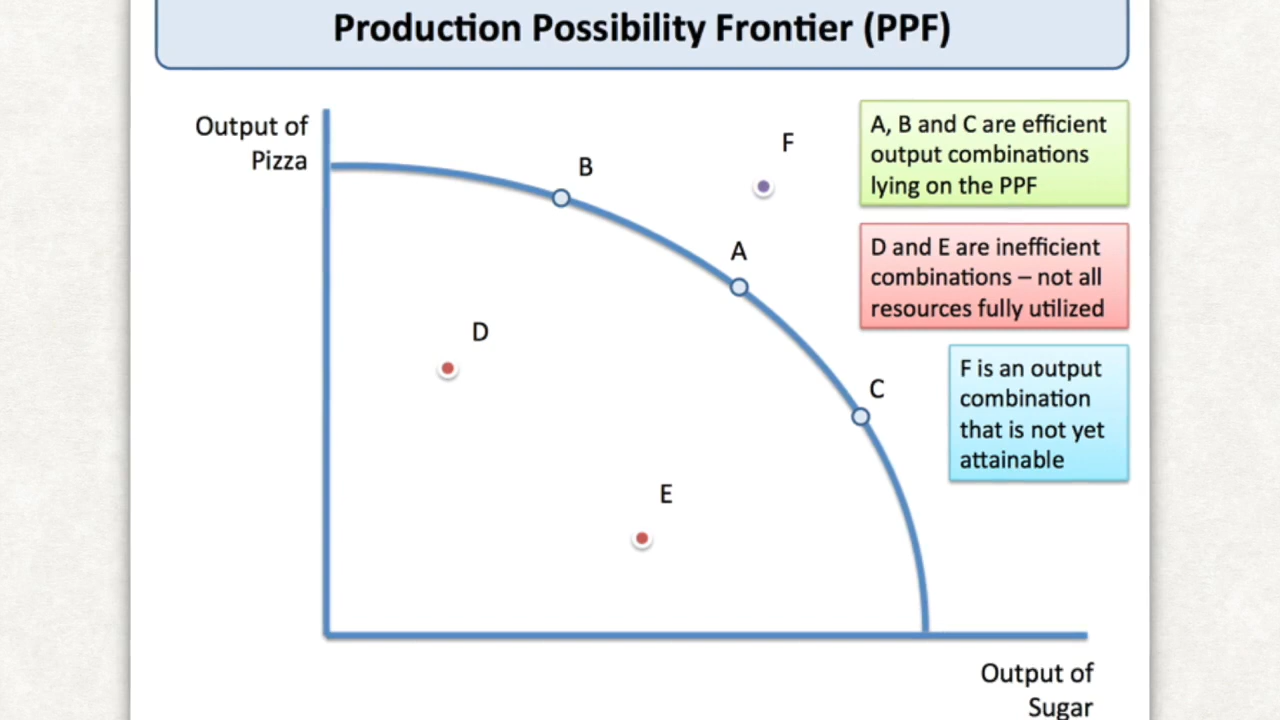 Production Possibility Frontier (PPF)
Output of
Pizza
B
F
A
D
C
E
A, B and C are efficient
output combinations
lying on the PPF
D and E are inefficient
combinations – not all
resources fully utilized
F is an output
combination
that is not yet
attainable
Output of
Sugar